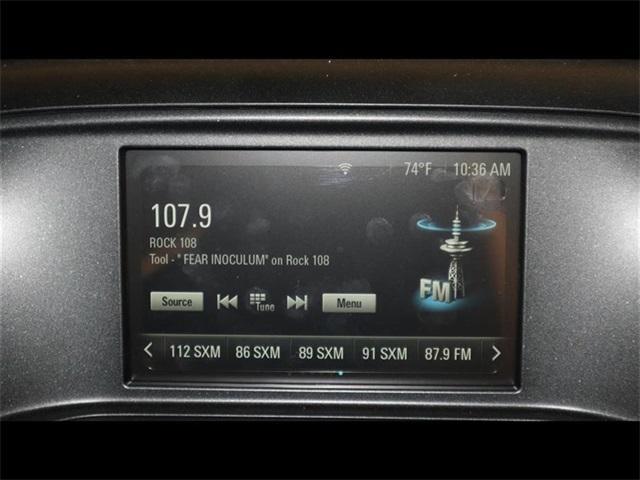 74°F 10:36 AM
107.9
ROCK 108
Tool - " FEAR INOCULUM" on Rock 108
FM
Source Tune Menu
112 SXM 86 SXM 89 SXM 91 SXM 87.9 FM